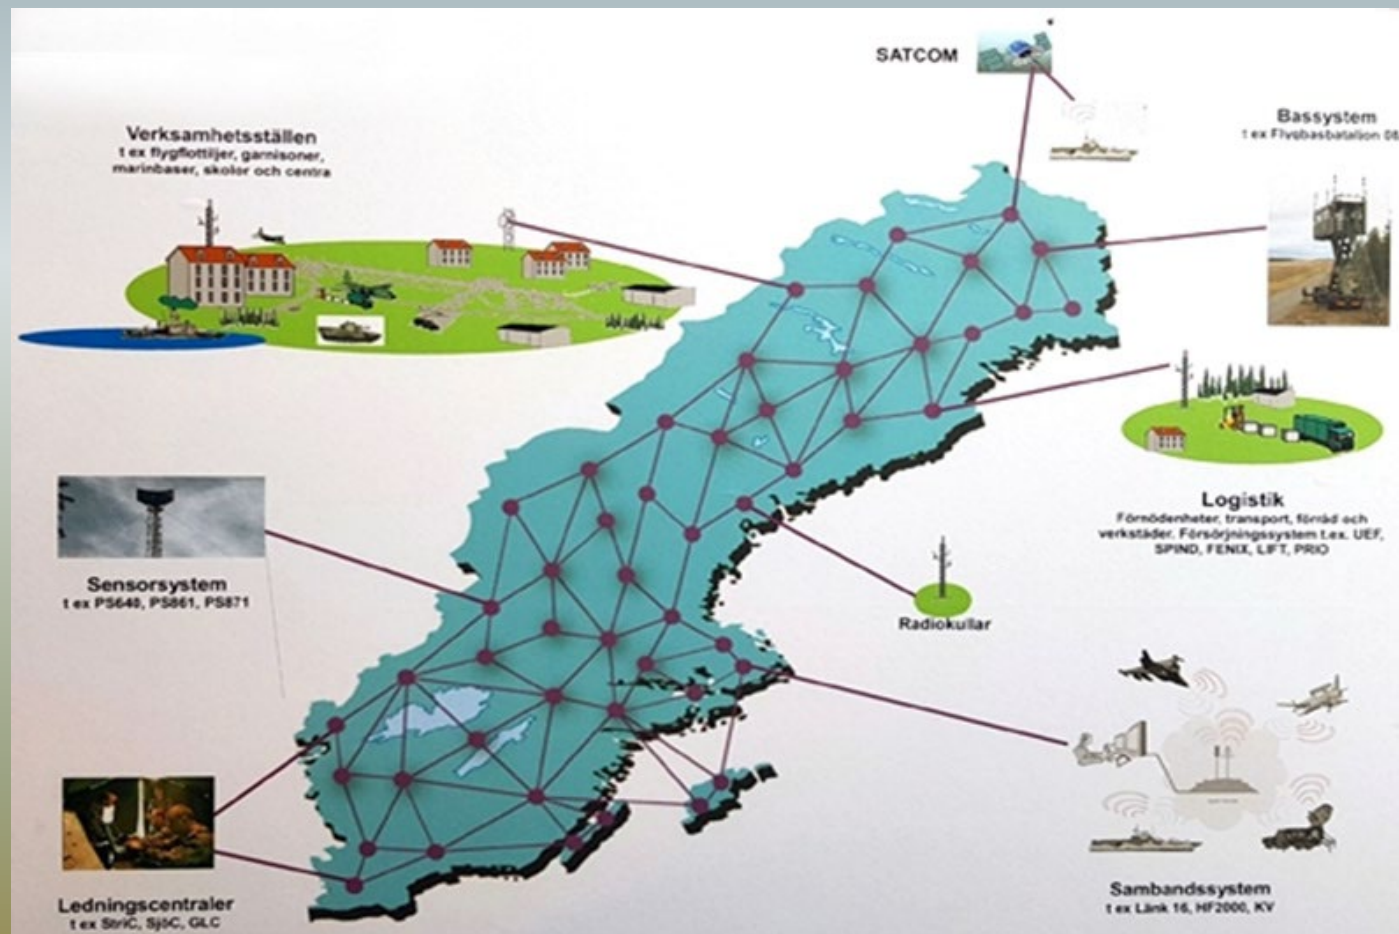 SATCOM
Verksamhetsställen
t ex flygflottiljer, garnisoner,
marinbaser, skolor och centra
Bassystem
t ex Flygbasbataljon 08
Logistik
Förnödenheter, transport, förråd och
verkstäder. Försörjningssystem t.ex. UEF,
SPIND, FENIX, LIFT, PRIO
Sensorsystem
t ex PS640, PS861, PS871
Radiokullar
Ledningscentraler
t ex StriC, SjöC, GLC
Sambandssystem
t ex Länk 16, HF2000, KV